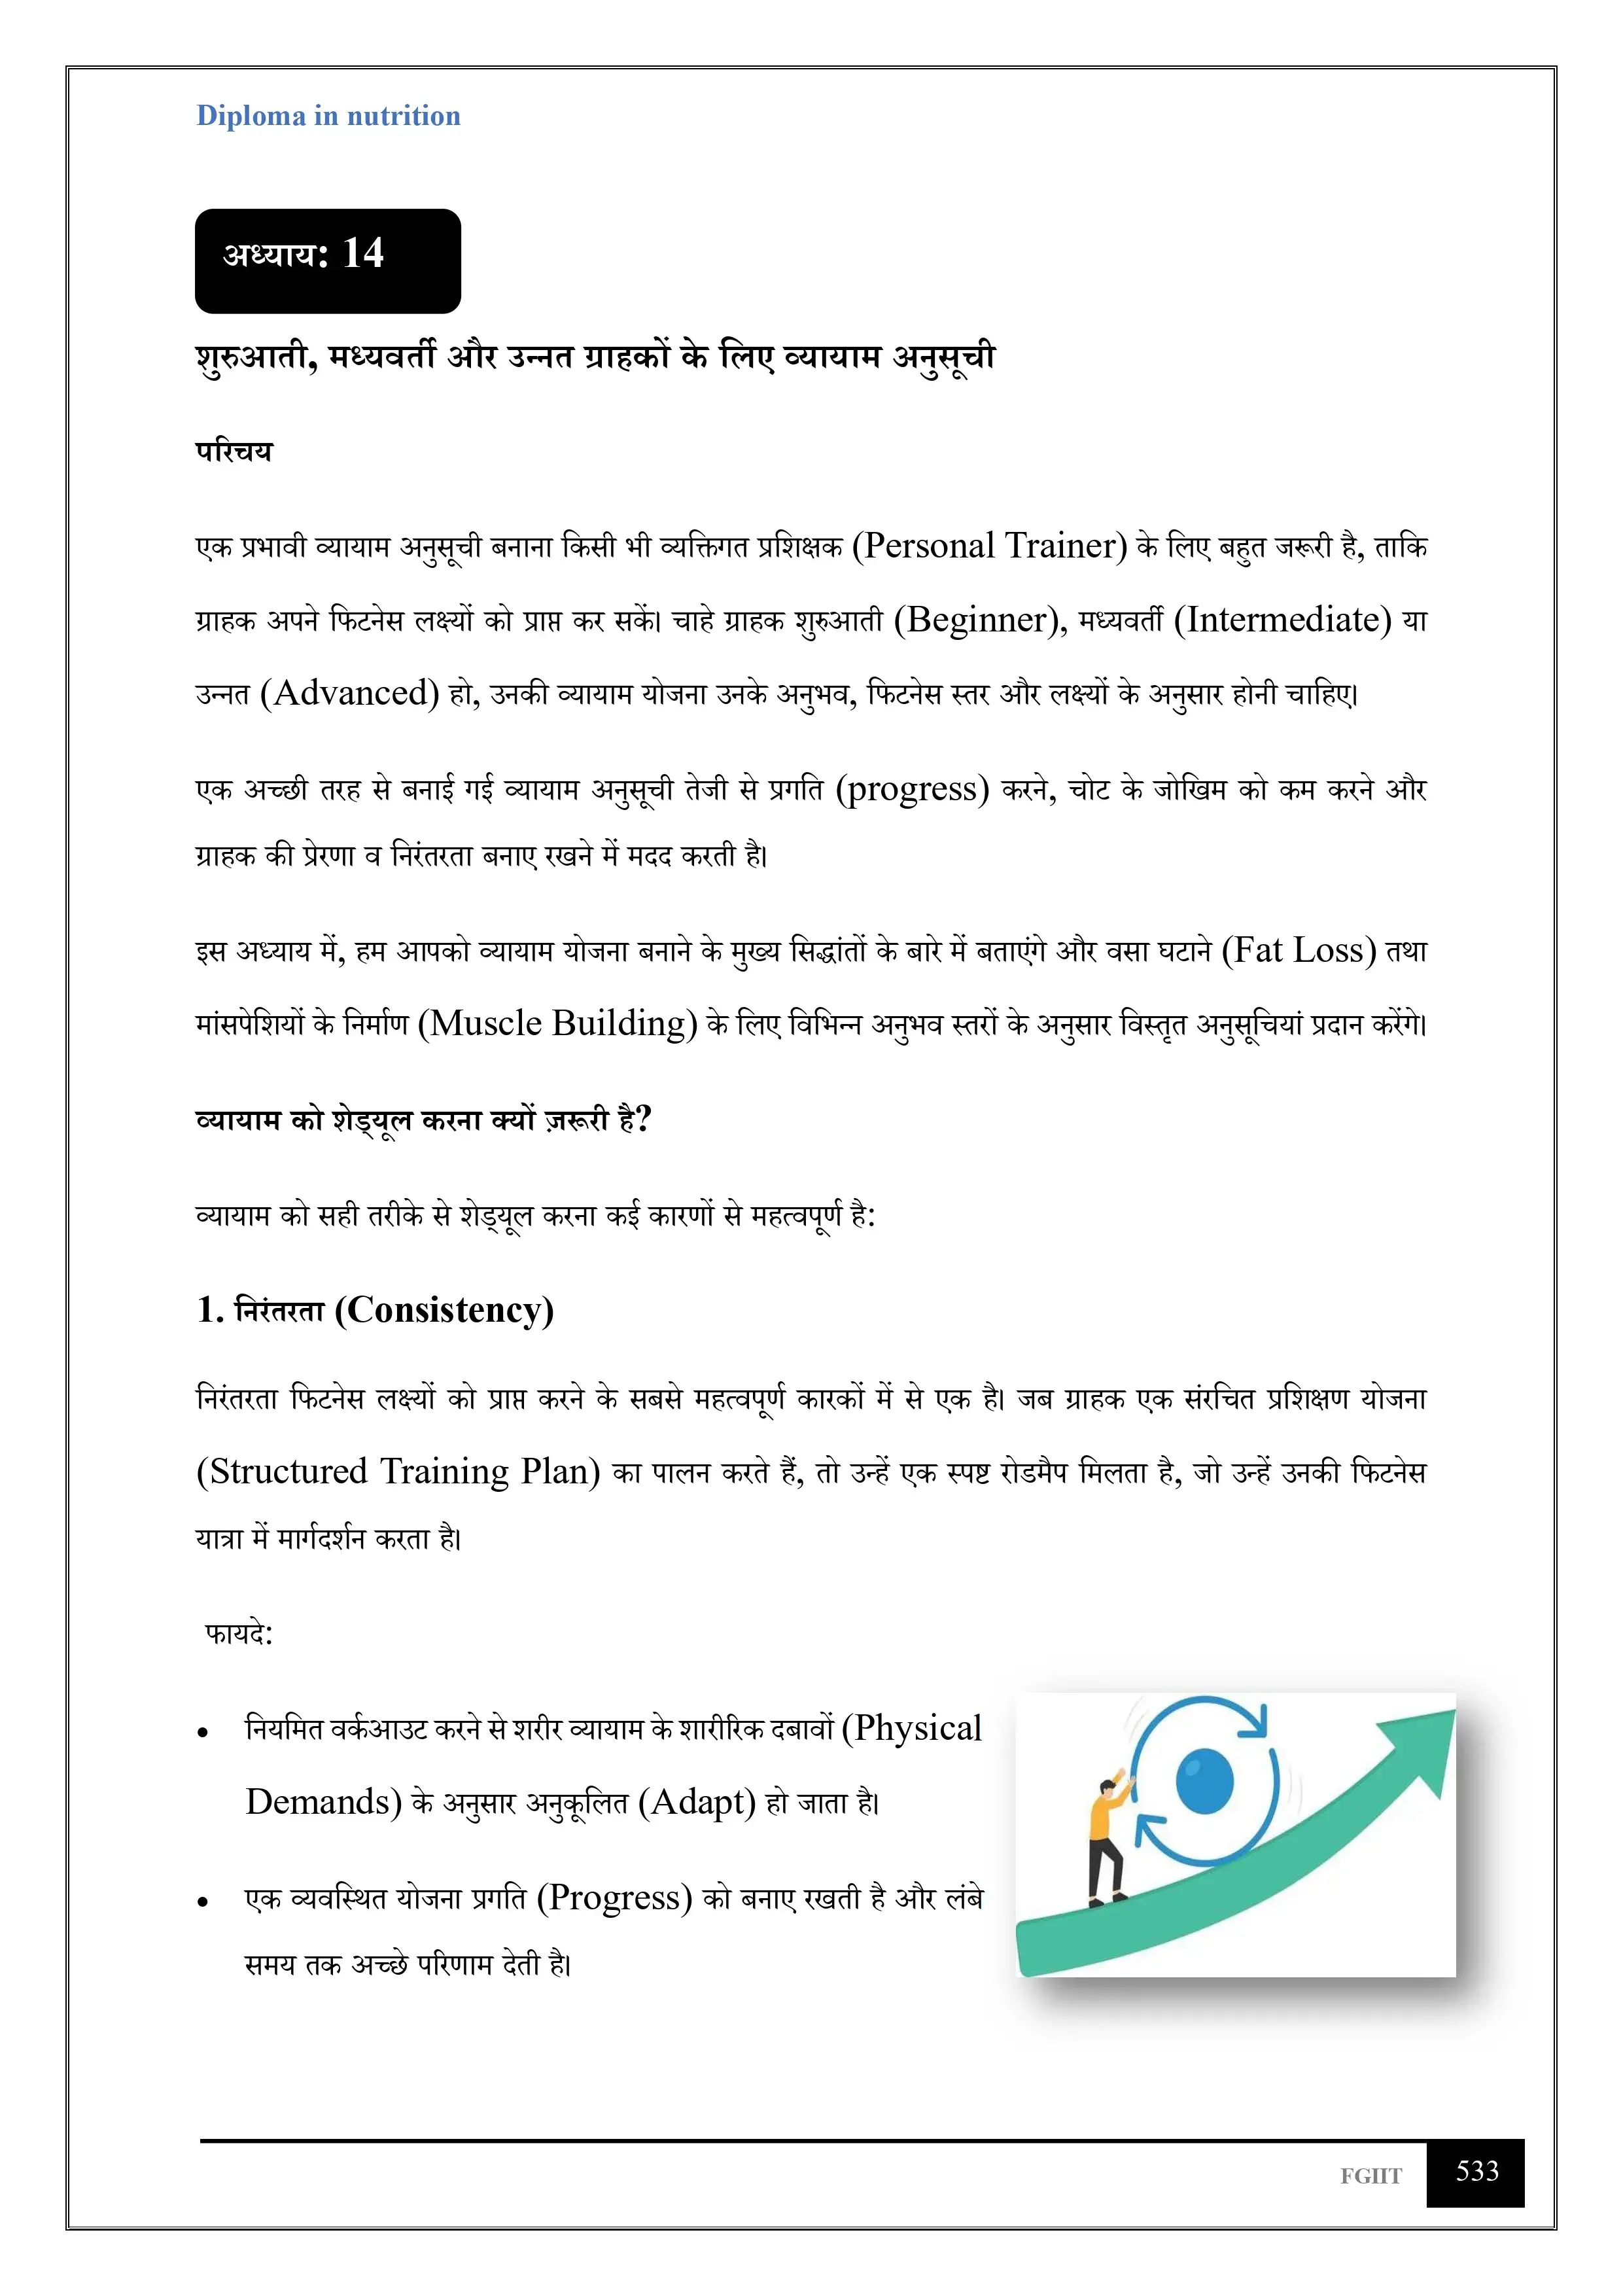 Diploma in nutrition
अध्याय: 14
शुरुआती, मध्यवर्ती और उन्नत ग्राहकों के लिए व्यायाम अनुसूची
परिचय
एक प्रभावी व्यायाम अनुसूची बनाना किसी भी व्यक्तिगत प्रशिक्षक (Personal Trainer) के लिए बहुत जरूरी है, ताकि
ग्राहक अपने फिटनेस लक्ष्यों को प्राप्त कर सकें। चाहे ग्राहक शुरुआती (Beginner), मध्यवर्ती (Intermediate) या
उन्नत (Advanced) हो, उनकी व्यायाम योजना उनके अनुभव, फिटनेस स्तर और लक्ष्यों के अनुसार होनी चाहिए।
एक अच्छी तरह से बनाई गई व्यायाम अनुसूची तेजी से प्रगति (progress) करने, चोट के जोखिम को कम करने और
ग्राहक की प्रेरणा व निरंतरता बनाए रखने में मदद करती है।
इस अध्याय में, हम आपको व्यायाम योजना बनाने के मुख्य सिद्धांतों के बारे में बताएंगे और वसा घटाने (Fat Loss) तथा
मांसपेशियों के निर्माण (Muscle Building) के लिए विभिन्न अनुभव स्तरों के अनुसार विस्तृत अनुसूचियां प्रदान करेंगे।
व्यायाम को शेड्यूल करना क्यों ज़रूरी है?
व्यायाम को सही तरीके से शेड्यूल करना कई कारणों से महत्वपूर्ण है:
1. निरंतरता (Consistency)
निरंतरता फिटनेस लक्ष्यों को प्राप्त करने के सबसे महत्वपूर्ण कारकों में से एक है। जब ग्राहक एक संरचित प्रशिक्षण योजना
(Structured Training Plan) का पालन करते हैं, तो उन्हें एक स्पष्ट रोडमैप मिलता है, जो उन्हें उनकी फिटनेस
यात्रा में मार्गदर्शन करता है।
फायदे:
• नियमित वर्कआउट करने से शरीर व्यायाम के शारीरिक दबावों (Physical
Demands) के अनुसार अनुकूलित (Adapt) हो जाता है।
• एक व्यवस्थित योजना प्रगति (Progress) को बनाए रखती है और लंबे
समय तक अच्छे परिणाम देती है।
FGIIT
533